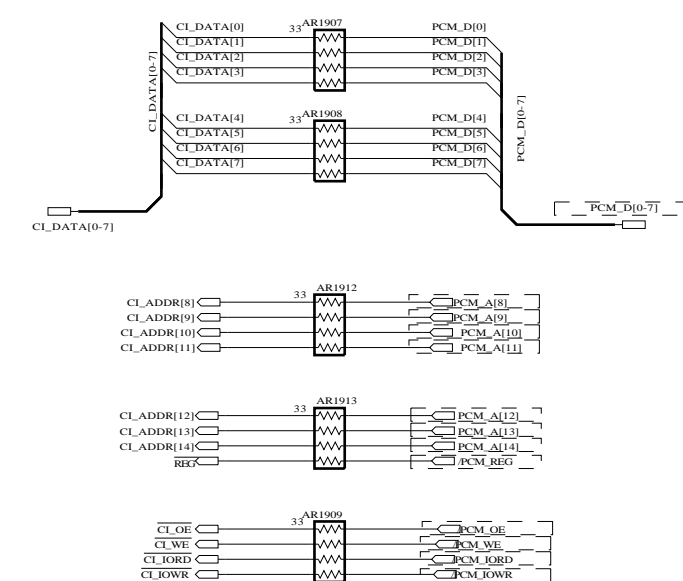 CI_DATA[0] 33 AR1907 PCM_D[0]
CI_DATA[1] PCM_D[1]
CI_DATA[2] PCM_D[2]
CI_DATA[3] PCM_D[3]
CI_DATA[0-7]
PCM_D[0-7]
CI_DATA[4] 33 AR1908 PCM_D[4]
CI_DATA[5] PCM_D[5]
CI_DATA[6] PCM_D[6]
CI_DATA[7] PCM_D[7]
PCM_D[0-7]
CI_DATA[0-7]
33 AR1912
CI_ADDR[8] PCM_A[8]
CI_ADDR[9] PCM_A[9]
CI_ADDR[10] PCM_A[10]
CI_ADDR[11] PCM_A[11]
33 AR1913
CI_ADDR[12] PCM_A[12]
CI_ADDR[13] PCM_A[13]
CI_ADDR[14] PCM_A[14]
REG /PCM_REG
33 AR1909
CI_OE /PCM_OE
CI_WE /PCM_WE
CI_IORD /PCM_IORD
CI_IOWR /PCM_IOWR